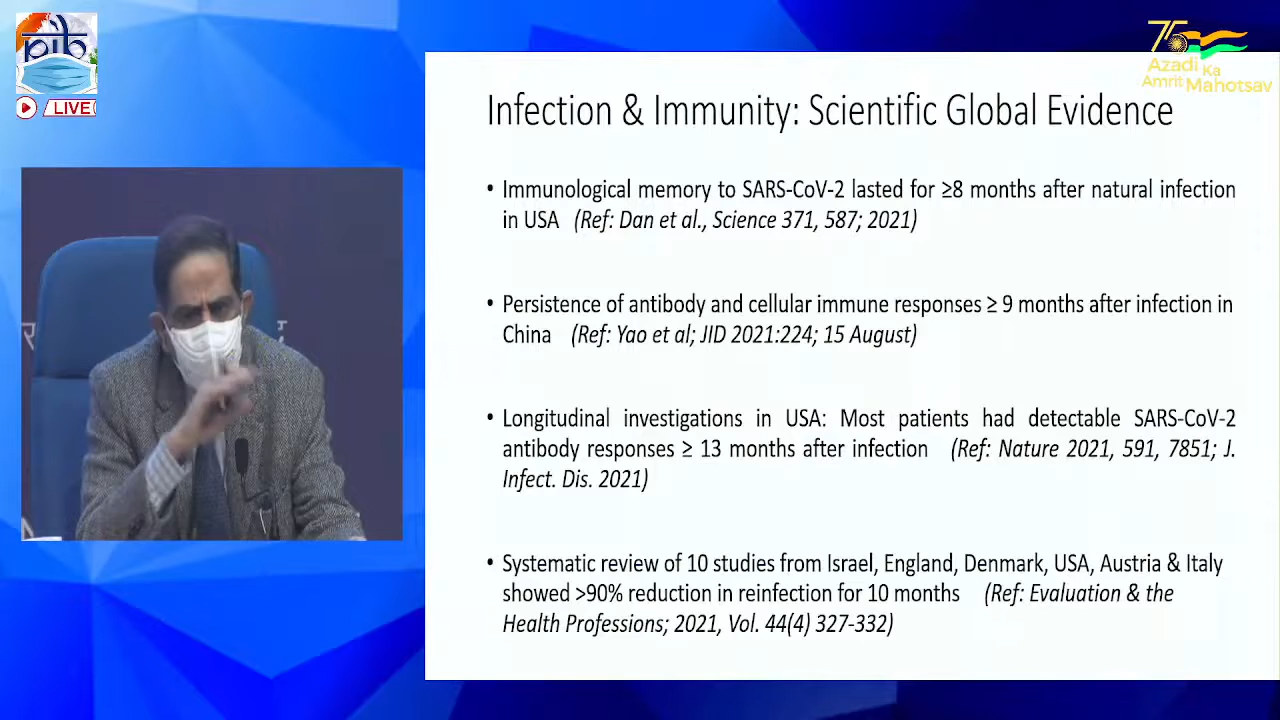 pib
LIVE
75
Azadi Ka
Amrit Mahotsav
Infection & Immunity: Scientific Global Evidence
• Immunological memory to SARS-CoV-2 lasted for ≥8 months after natural infection
in USA (Ref: Dan et al., Science 371, 587; 2021)
• Persistence of antibody and cellular immune responses ≥ 9 months after infection in
China (Ref: Yao et al; JID 2021:224; 15 August)
• Longitudinal investigations in USA: Most patients had detectable SARS-CoV-2
antibody responses ≥ 13 months after infection (Ref: Nature 2021, 591, 7851; J.
Infect. Dis. 2021)
• Systematic review of 10 studies from Israel, England, Denmark, USA, Austria & Italy
showed >90% reduction in reinfection for 10 months (Ref: Evaluation & the
Health Professions; 2021, Vol. 44(4) 327-332)